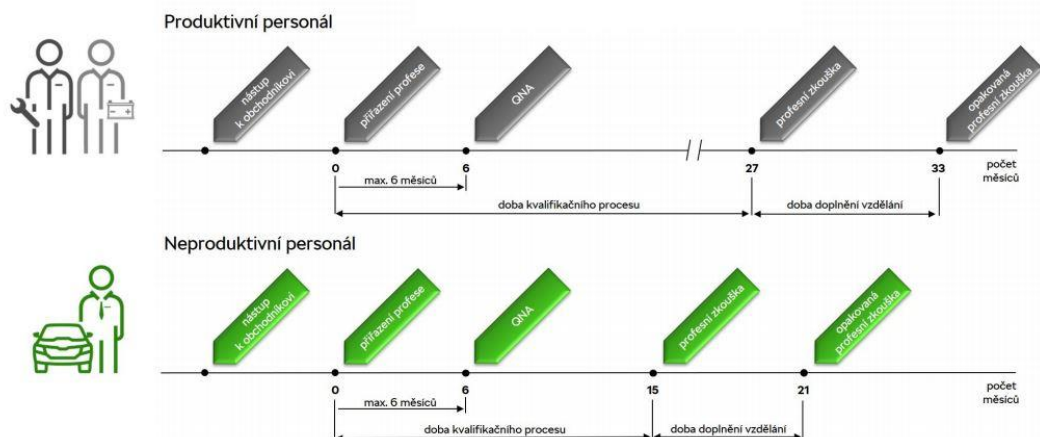 Produktivní personál
nástup
k obchodníkovi
přiřazení profese
QNA
profesní zkouška
opakovaná
profesní zkouška
0
6
27
33
počet
měsíců
max. 6 měsíců
doba kvalifikačního procesu
doba doplnění vzdělání
Neproduktivní personál
nástup
k obchodníkovi
přiřazení profese
QNA
profesní zkouška
opakovaná
profesní zkouška
0
6
15
21
počet
měsíců
max. 6 měsíců
doba kvalifikačního procesu
doba doplnění vzdělání